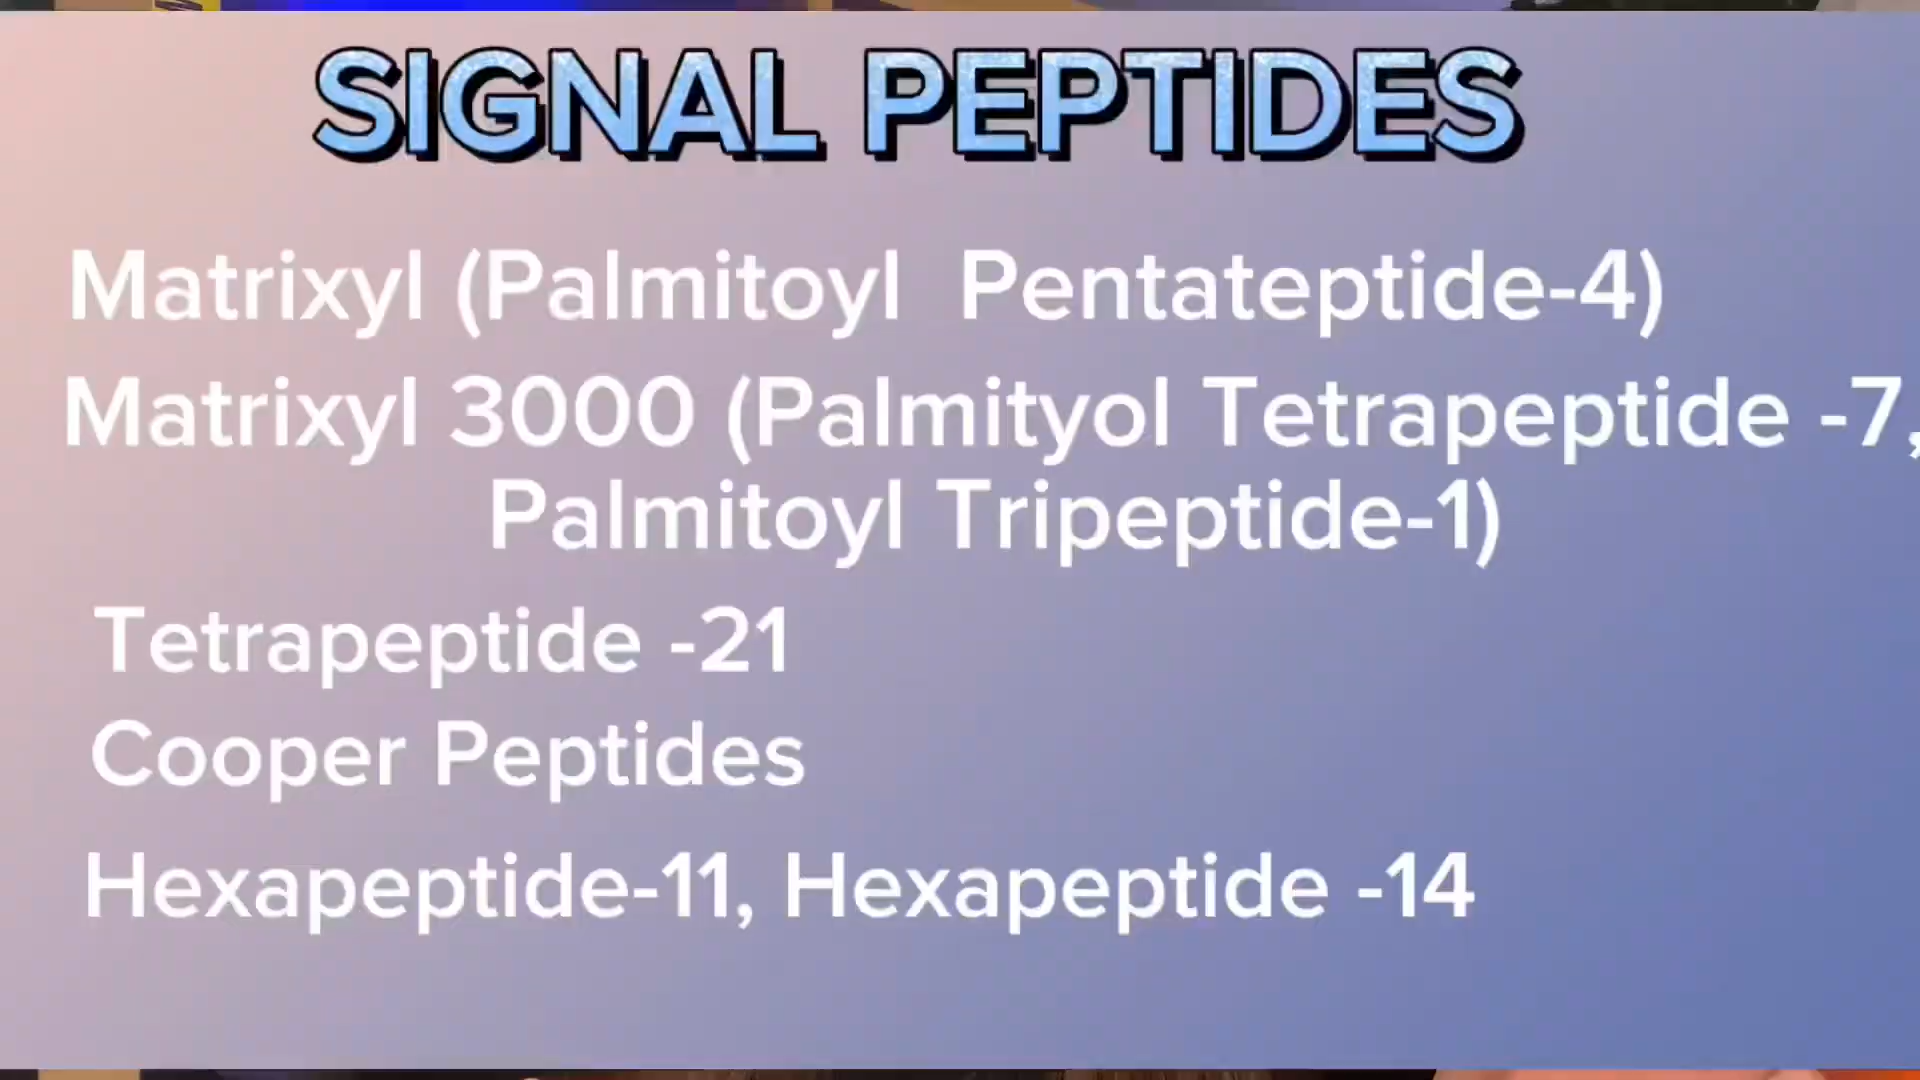 SIGNAL PEPTIDES
Matrixyl (Palmitoyl Pentateptide-4)
Matrixyl 3000 (Palmityol Tetrapeptide -7,
Palmitoyl Tripeptide-1)
Tetrapeptide -21
Cooper Peptides
Hexapeptide-11, Hexapeptide -14